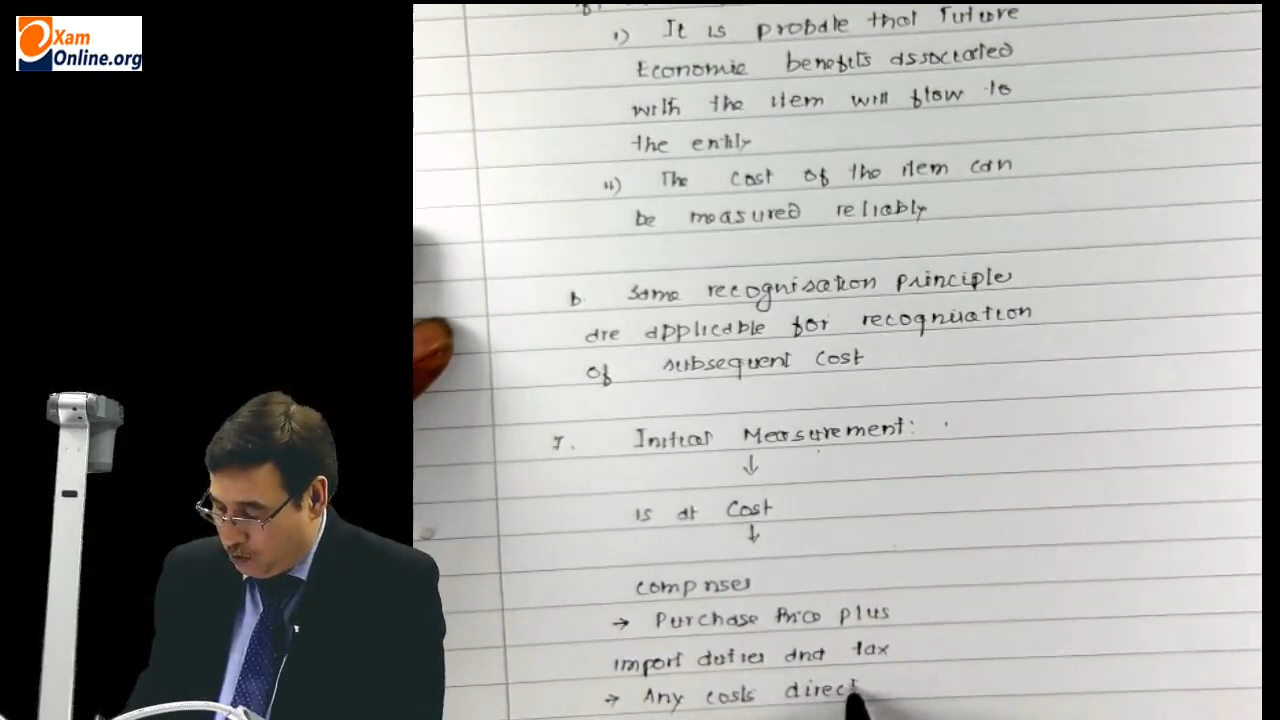 eXam
Online.org
i) It is probable that future
Economic benefits associated
with the item will flow to
the entity
ii) The cost of the item can
be measured reliably
b. Same recognisation principle
are applicable for recognisation
of subsequent cost
7. Initial Measurement:
is at Cost
comprises
→ Purchase Price plus
import duties and tax
→ Any costs direct